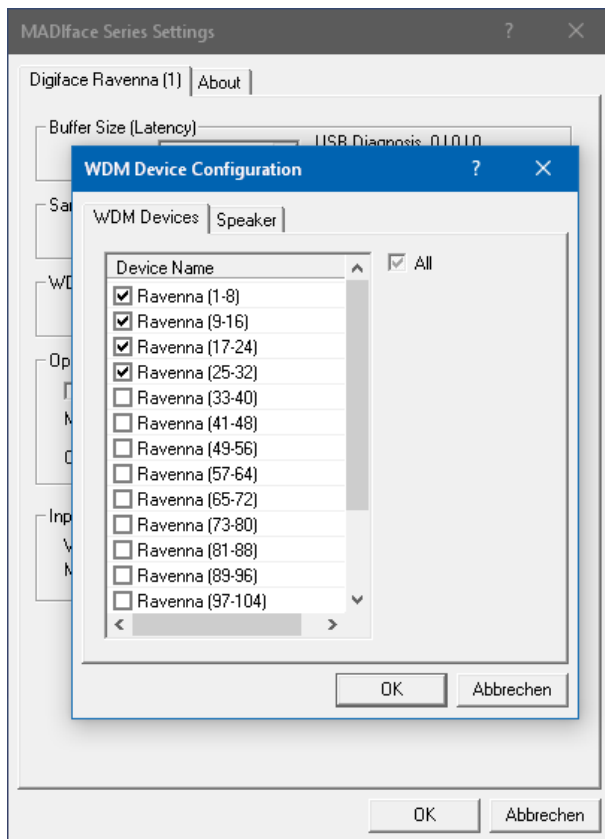 MADIface Series Settings
Digiface Ravenna (1) About
Buffer Size (Latency)
USB Diagnosis 0 | 0 | 0
WDM Device Configuration
WDM Devices Speaker
Device Name
All
Ravenna (1-8)
Ravenna (9-16)
Ravenna (17-24)
Ravenna (25-32)
Ravenna (33-40)
Ravenna (41-48)
Ravenna (49-56)
Ravenna (57-64)
Ravenna (65-72)
Ravenna (73-80)
Ravenna (81-88)
Ravenna (89-96)
Ravenna (97-104)
OK Abbrechen
OK Abbrechen